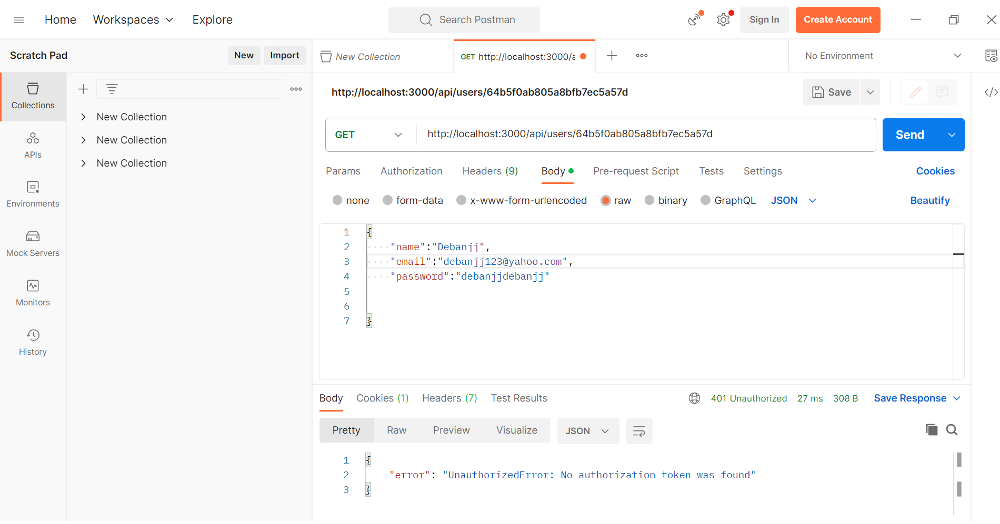 Home Workspaces Explore Search Postman Sign In Create Account
Scratch Pad New Import New Collection GET http://localhost:3000/a No Environment
Collections
APIs
Environments
Mock Servers
Monitors
History
New Collection
New Collection
New Collection
http://localhost:3000/api/users/64b5f0ab805a8bfb7ec5a57d Save
GET http://localhost:3000/api/users/64b5f0ab805a8bfb7ec5a57d Send
Params Authorization Headers (9) Body Pre-request Script Tests Settings Cookies
none form-data x-www-form-urlencoded raw binary GraphQL JSON Beautify
1 {
2 "name":"Debanjj",
3 "email":"debanjj123@yahoo.com",
4 "password":"debanjjdebanjj"
5
6
7 }
Body Cookies (1) Headers (7) Test Results 401 Unauthorized 27 ms 308 B Save Response
Pretty Raw Preview Visualize JSON
1 {
2 "error": "UnauthorizedError: No authorization token was found"
3 }